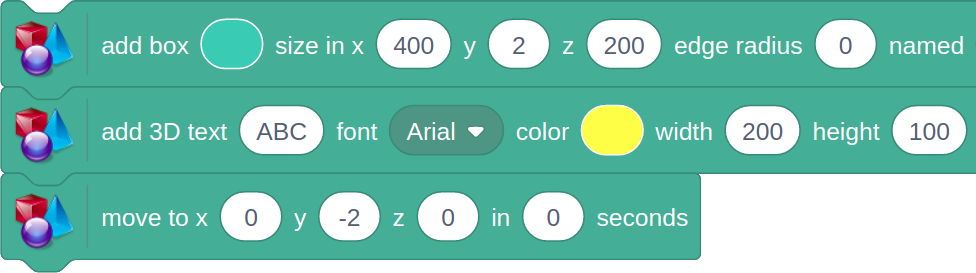 add box size in x 400 y 2 z 200 edge radius 0 named
add 3D text ABC font Arial color width 200 height 100
move to x 0 y -2 z 0 in 0 seconds